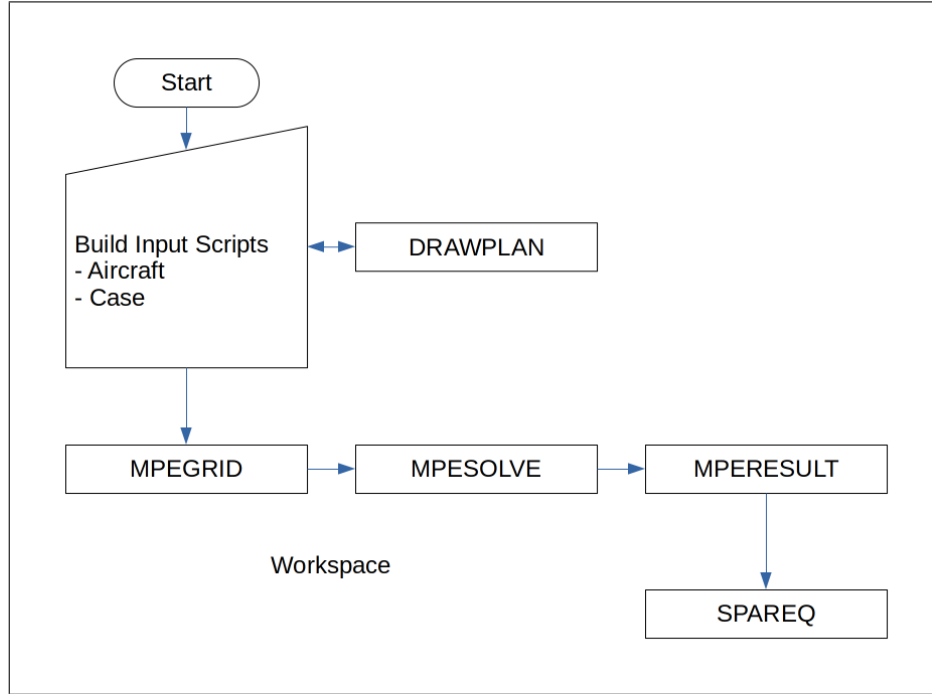 Start
Build Input Scripts
- Aircraft
- Case
DRAWPLAN
MPEGRID
MPESOLVE
MPERESULT
Workspace
SPAREQ